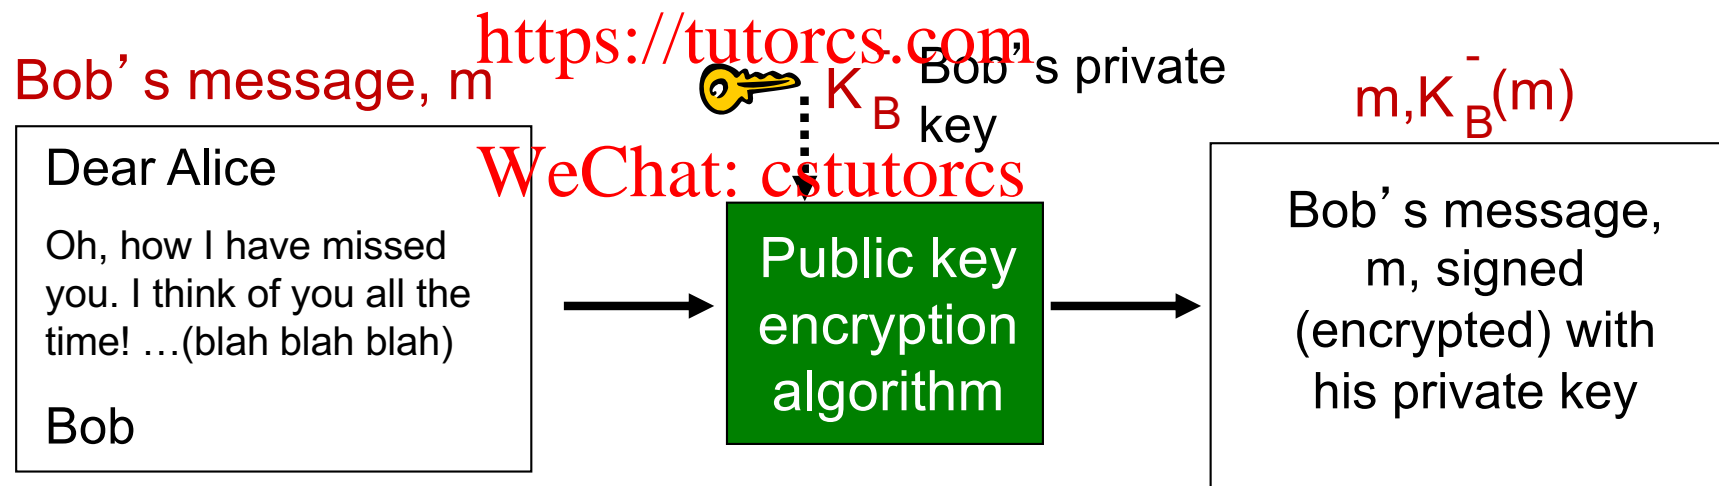 https://tutorcs.com
Bob’s message, m
K
-
B
Bob’s private
key
m,K
-
B
(m)
WeChat: cstutorcs
Dear Alice
Oh, how I have missed
you. I think of you all the
time! …(blah blah blah)
Bob
Public key
encryption
algorithm
Bob’s message,
m, signed
(encrypted) with
his private key